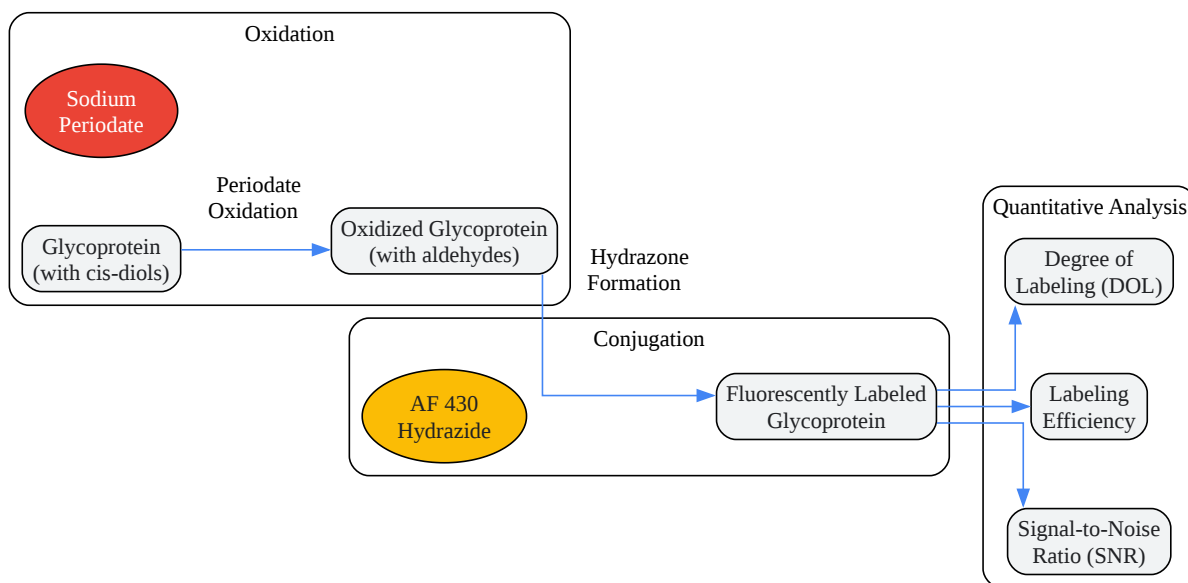 Oxidation
Sodium
Periodate
Periodate
Oxidation
Glycoprotein
(with cis-diols)
Oxidized Glycoprotein
(with aldehydes)
Hydrazone
Formation
Conjugation
AF 430
Hydrazide
Fluorescently Labeled
Glycoprotein
Quantitative Analysis
Degree of
Labeling (DOL)
Labeling
Efficiency
Signal-to-Noise
Ratio (SNR)